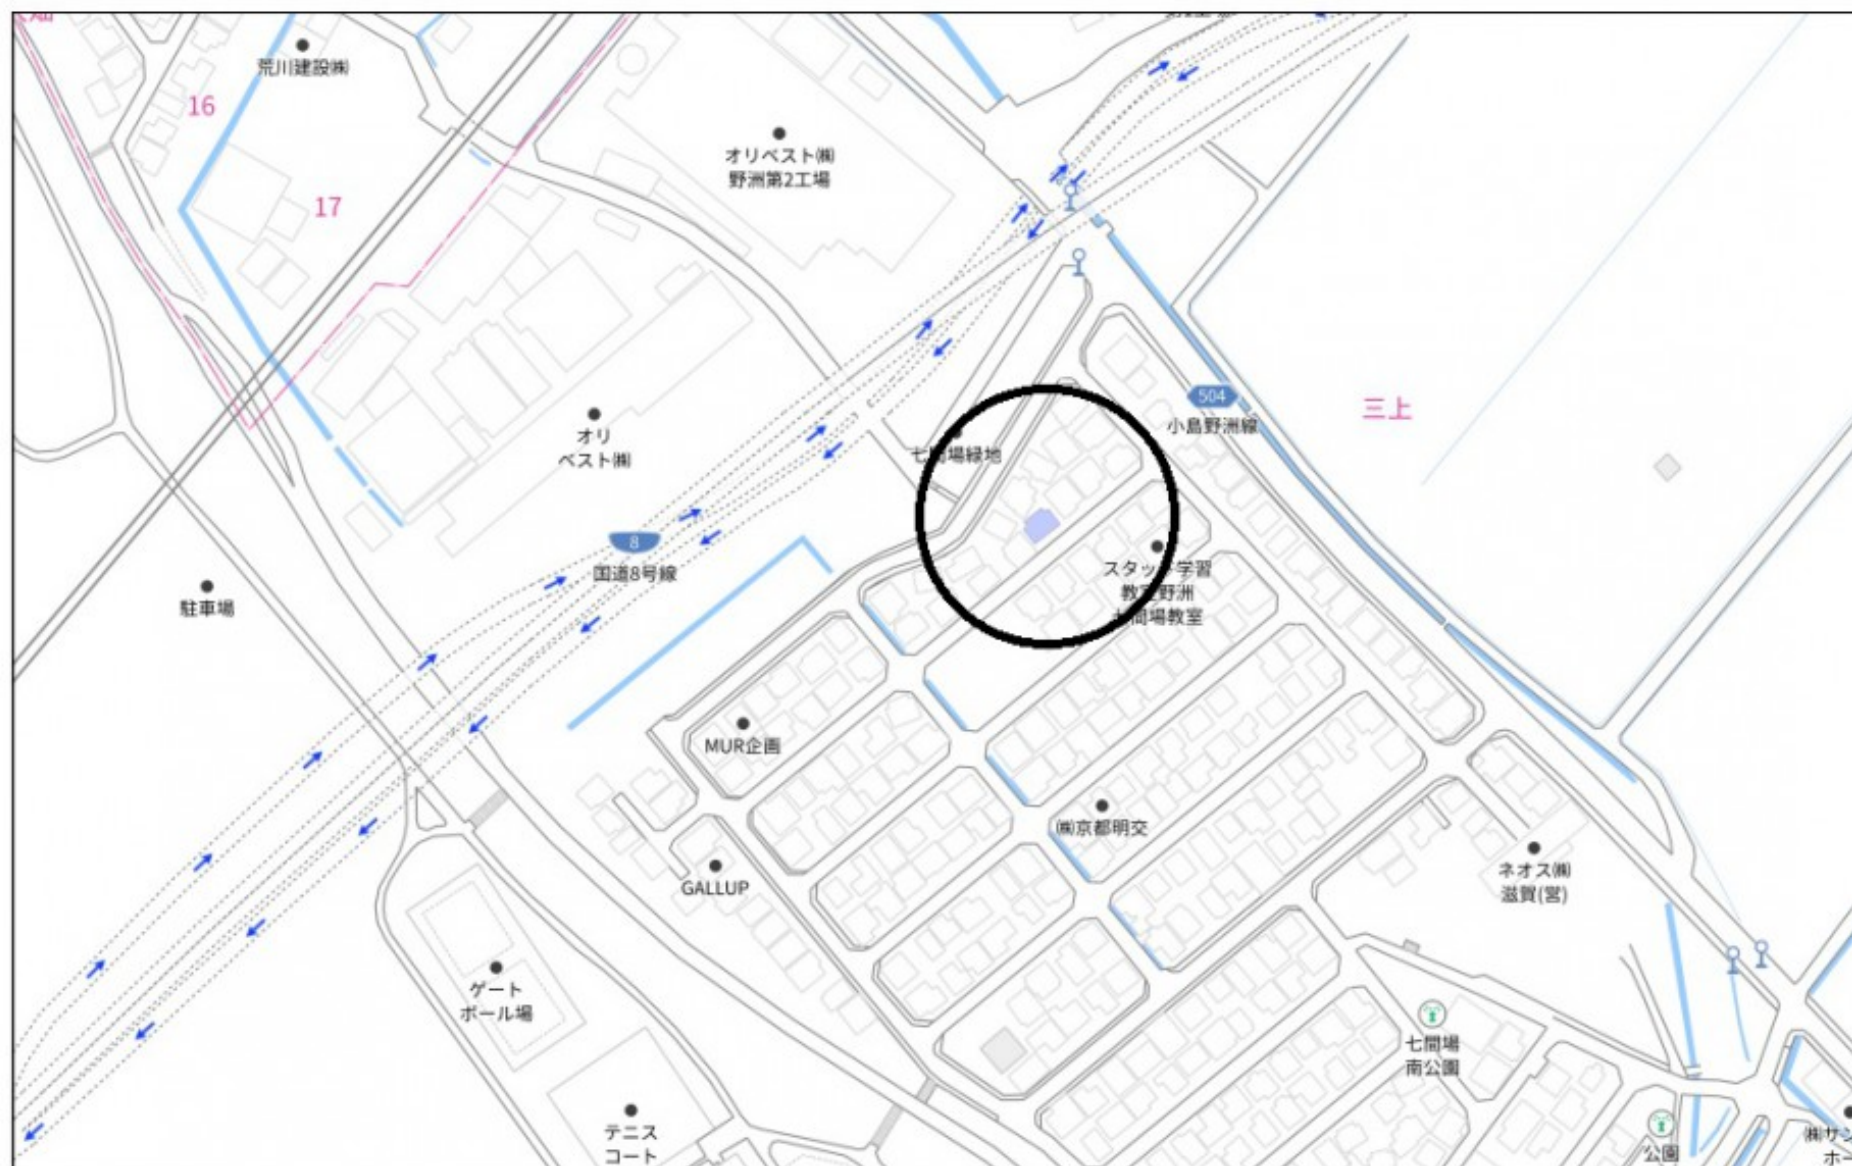 荒川建設㈱
16
17
オリベスト㈱
野洲第2工場
504
小島野洲線
三上
七間場緑地
オリ
ベスト㈱
8
国道8号線
駐車場
スタッド学習
教室野洲
七間場教室
MUR企画
㈱京都明交
GALLUP
ネオス㈱
滋賀(営)
ゲート
ボール場
七間場
南公園
テニス
コート
公園